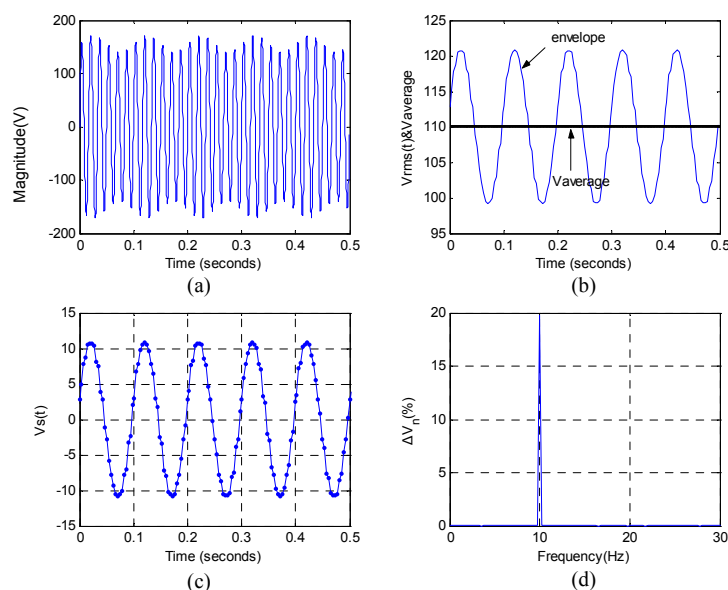 Magnitude(V)
200
100
0
-100
-200
0 0.1 0.2 0.3 0.4 0.5
Time (seconds)
(a)
Vrms(t)&Vaverage
125
120
115
110
105
100
95
envelope
Vaverage
0 0.1 0.2 0.3 0.4 0.5
Time (seconds)
(b)
Vs(t)
15
10
5
0
-5
-10
-15
0 0.1 0.2 0.3 0.4 0.5
Time (seconds)
(c)
ΔVn(%)
20
15
10
5
0
0 10 20 30
Frequency(Hz)
(d)